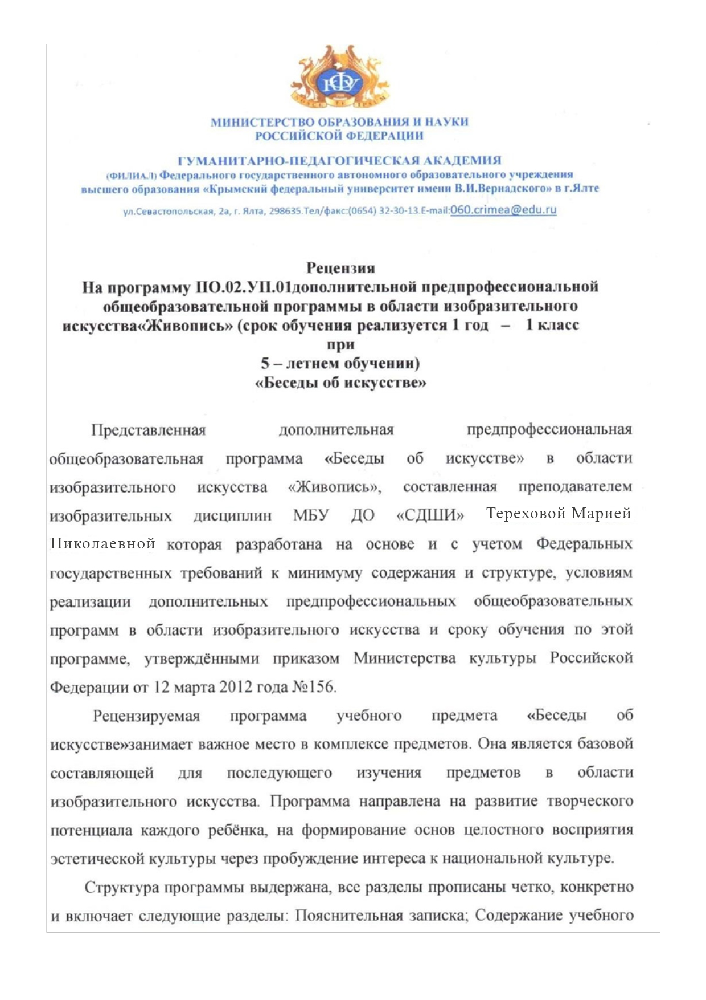 КФУ
NOSCE TE IPSUM
МИНИСТЕРСТВО ОБРАЗОВАНИЯ И НАУКИ
РОССИЙСКОЙ ФЕДЕРАЦИИ
ГУМАНИТАРНО-ПЕДАГОГИЧЕСКАЯ АКАДЕМИЯ
(ФИЛИАЛ) Федерального государственного автономного образовательного учреждения
высшего образования «Крымский федеральный университет имени В.И.Вернадского» в г.Ялте
ул.Севастопольская, 2а, г. Ялта, 298635.Тел/факс:(0654) 32-30-13.E-mail:060.crimea@edu.ru
Рецензия
На программу ПО.02.УП.01дополнительной предпрофессиональной
общеобразовательной программы в области изобразительного
искусства«Живопись» (срок обучения реализуется 1 год – 1 класс
при
5 – летнем обучении)
«Беседы об искусстве»
Представленная дополнительная предпрофессиональная
общеобразовательная программа «Беседы об искусстве» в области
изобразительного искусства «Живопись», составленная преподавателем
изобразительных дисциплин МБУ ДО «СДШИ» Тереховой Марией
Николаевной которая разработана на основе и с учетом Федеральных
государственных требований к минимуму содержания и структуре, условиям
реализации дополнительных предпрофессиональных общеобразовательных
программ в области изобразительного искусства и сроку обучения по этой
программе, утверждёнными приказом Министерства культуры Российской
Федерации от 12 марта 2012 года №156.
Рецензируемая программа учебного предмета «Беседы об
искусстве»занимает важное место в комплексе предметов. Она является базовой
составляющей для последующего изучения предметов в области
изобразительного искусства. Программа направлена на развитие творческого
потенциала каждого ребёнка, на формирование основ целостного восприятия
эстетической культуры через пробуждение интереса к национальной культуре.
Структура программы выдержана, все разделы прописаны четко, конкретно
и включает следующие разделы: Пояснительная записка; Содержание учебного